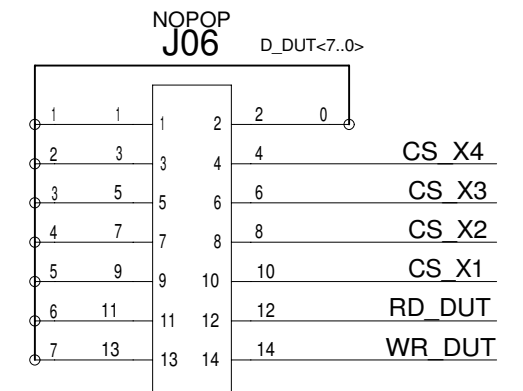 NOPOP
J06 D_DUT<7..0>
1 1 1 2 2 0
2 3 3 4 4 CS_X4
3 5 5 6 6 CS_X3
4 7 7 8 8 CS_X2
5 9 9 10 10 CS_X1
6 11 11 12 12 RD_DUT
7 13 13 14 14 WR_DUT